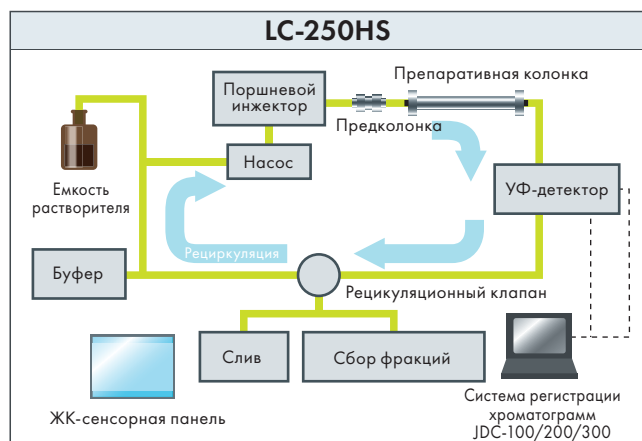 LC-250HS
Препаративная колонка
Поршневой
инжектор
Предколонка
Насос
Емкость
растворителя
УФ-детектор
Рециркуляция
Буфер
Рецикуляционный клапан
Слив
Сбор фракций
ЖК-сенсорная панель
Система регистрации
хроматограмм
JDC-100/200/300